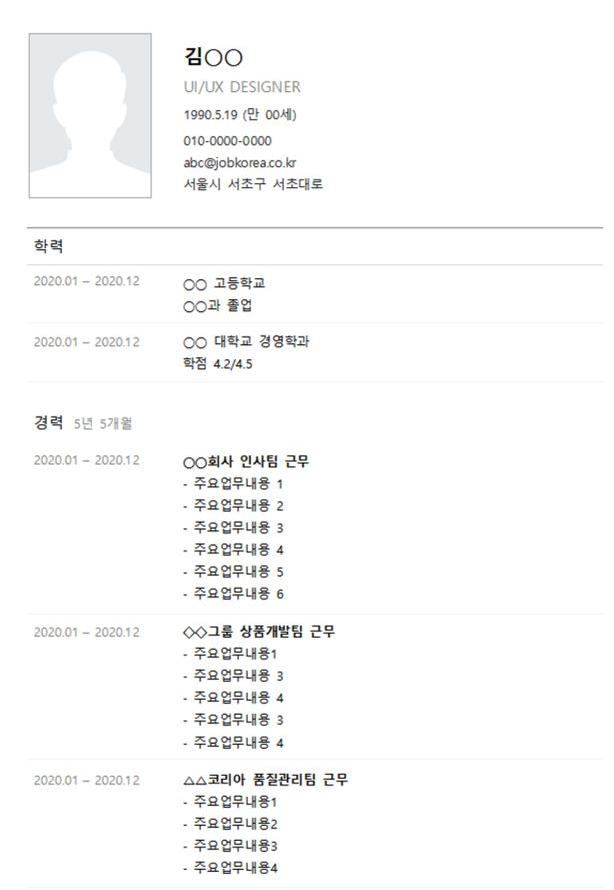 김○○
UI/UX DESIGNER
1990.5.19 (만 00세)
010-0000-0000
abc@jobkorea.co.kr
서울시 서초구 서초대로
학력
2020.01 – 2020.12
○○ 고등학교
○○과 졸업
2020.01 – 2020.12
○○ 대학교 경영학과
학점 4.2/4.5
경력 5년 5개월
2020.01 – 2020.12
○○회사 인사팀 근무
- 주요업무내용 1
- 주요업무내용 2
- 주요업무내용 3
- 주요업무내용 4
- 주요업무내용 5
- 주요업무내용 6
2020.01 – 2020.12
◇◇그룹 상품개발팀 근무
- 주요업무내용1
- 주요업무내용 3
- 주요업무내용 4
- 주요업무내용 3
- 주요업무내용 4
2020.01 – 2020.12
△△코리아 품질관리팀 근무
- 주요업무내용1
- 주요업무내용2
- 주요업무내용3
- 주요업무내용4